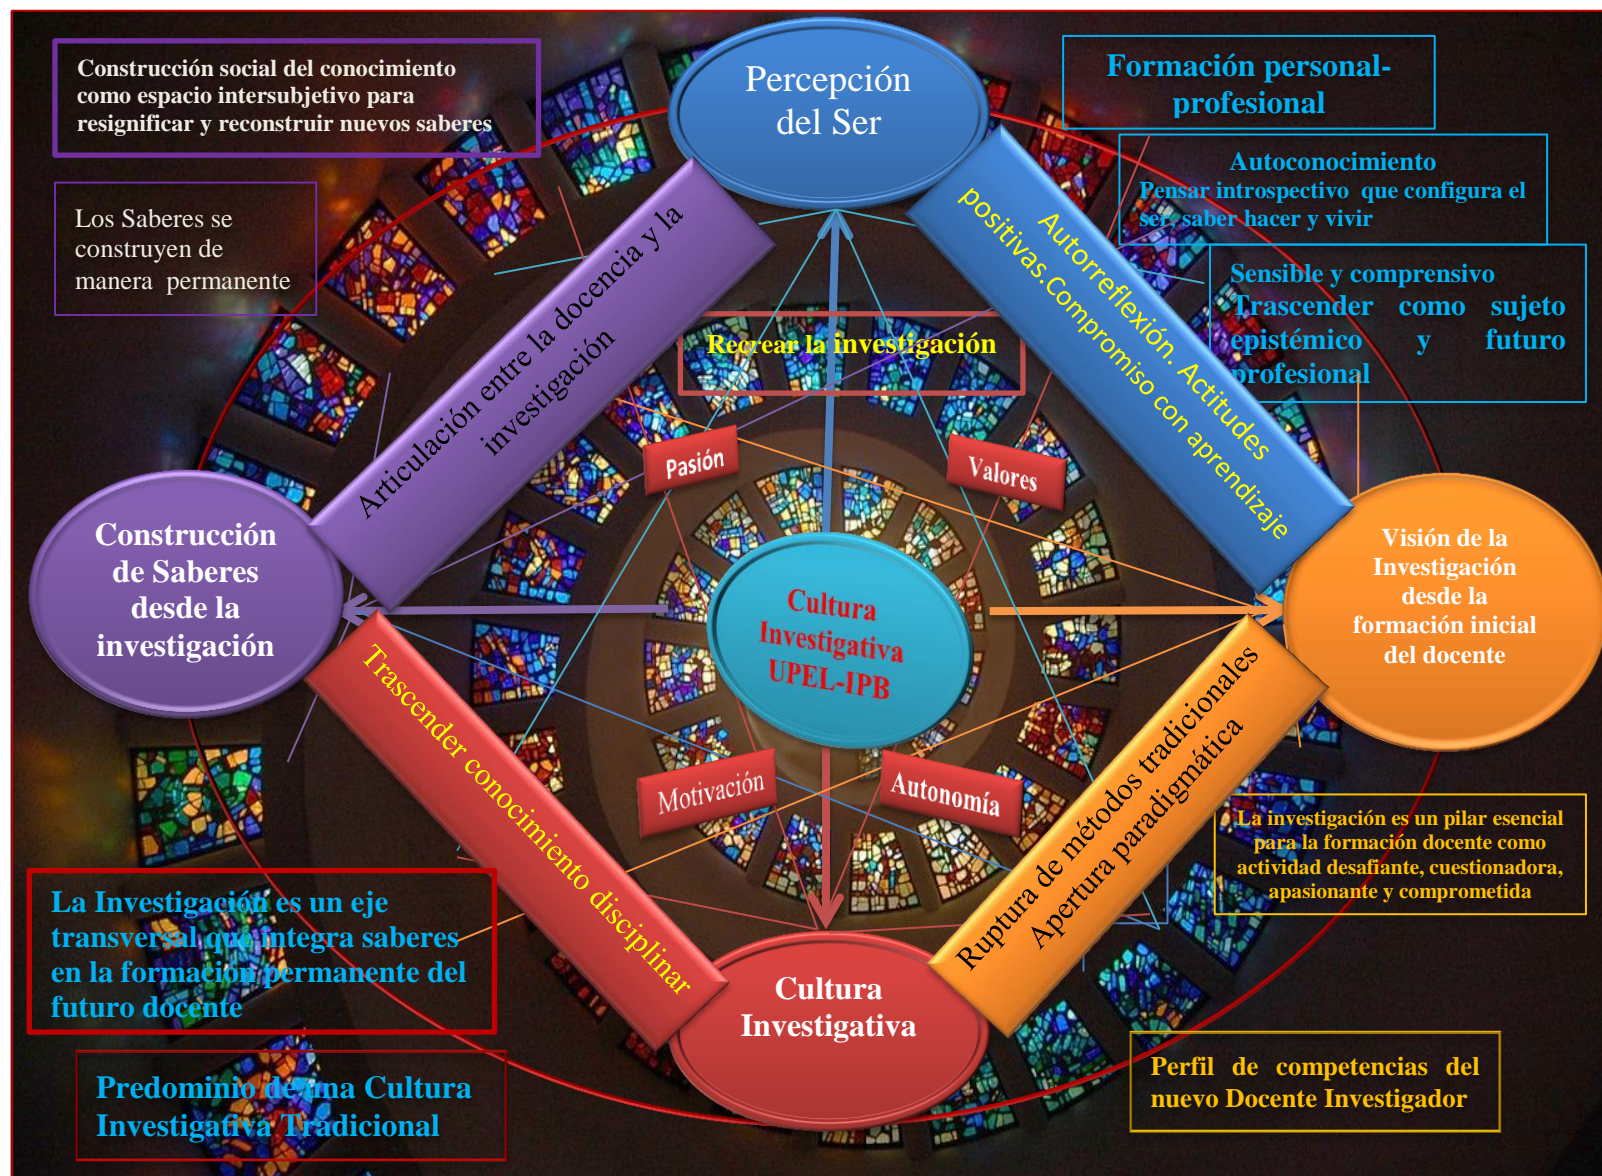 Construcción social del conocimiento
como espacio intersubjetivo para
resignificar y reconstruir nuevos saberes
Percepción
del Ser
Formación personal-
profesional
Autoconocimiento
Pensar introspectivo que configura el
ser, saber hacer y vivir
Los Saberes se
construyen de
manera permanente
Sensible y comprensivo
Trascender como sujeto
epistémico y futuro
profesional
Articulación entre la docencia y la
investigación
Autorreflexión. Actitudes
positivas.Compromiso con aprendizaje
Recrear la investigación
Pasión
Valores
Construcción
de Saberes
desde la
investigación
Cultura
Investigativa
UPEL-IPB
Visión de la
Investigación
desde la
formación inicial
del docente
Motivación
Autonomía
Trascender conocimiento disciplinar
Ruptura de métodos tradicionales
Apertura paradigmática
La investigación es un pilar esencial
para la formación docente como
actividad desafiante, cuestionadora,
apasionante y comprometida
La Investigación es un eje
transversal que integra saberes
en la formación permanente del
futuro docente
Cultura
Investigativa
Predominio de una Cultura
Investigativa Tradicional
Perfil de competencias del
nuevo Docente Investigador